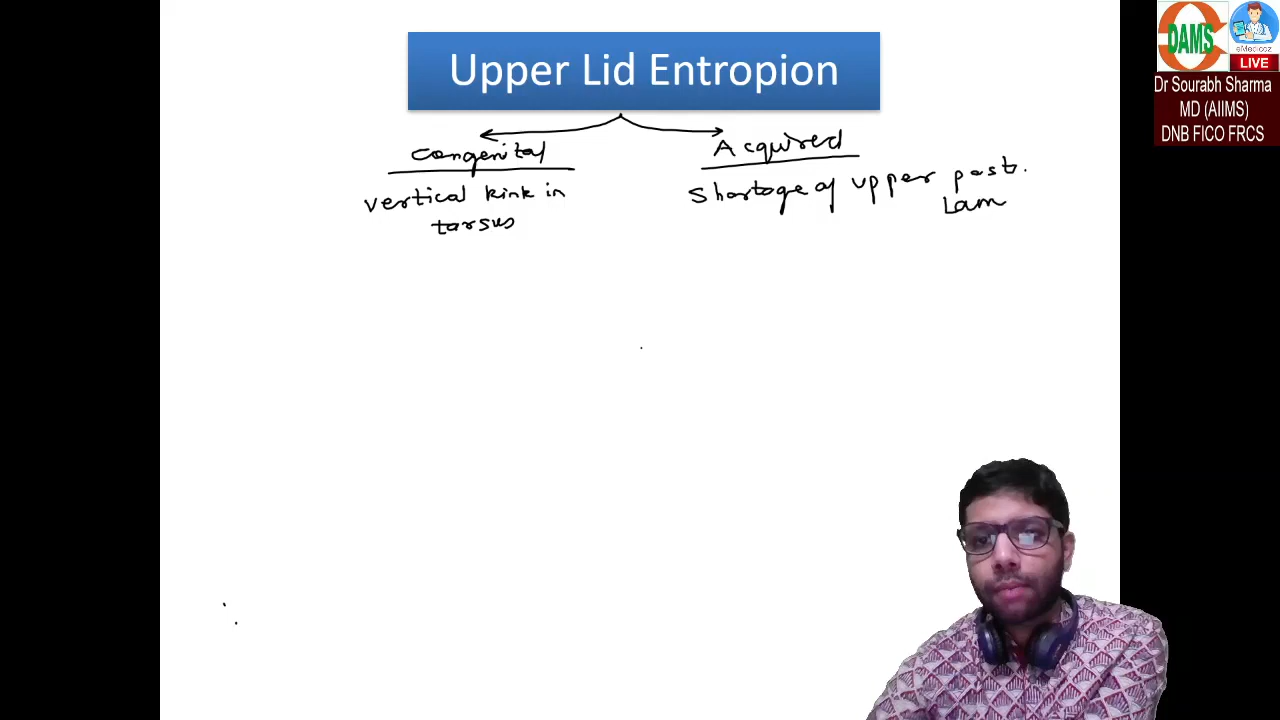 Upper Lid Entropion
Congenital
vertical kink in
tarsus
Acquired
Shortage of upper post.
Lam
DAMS
eMedicoz
LIVE
Dr Sourabh Sharma
MD (AIIMS)
DNB FICO FRCS